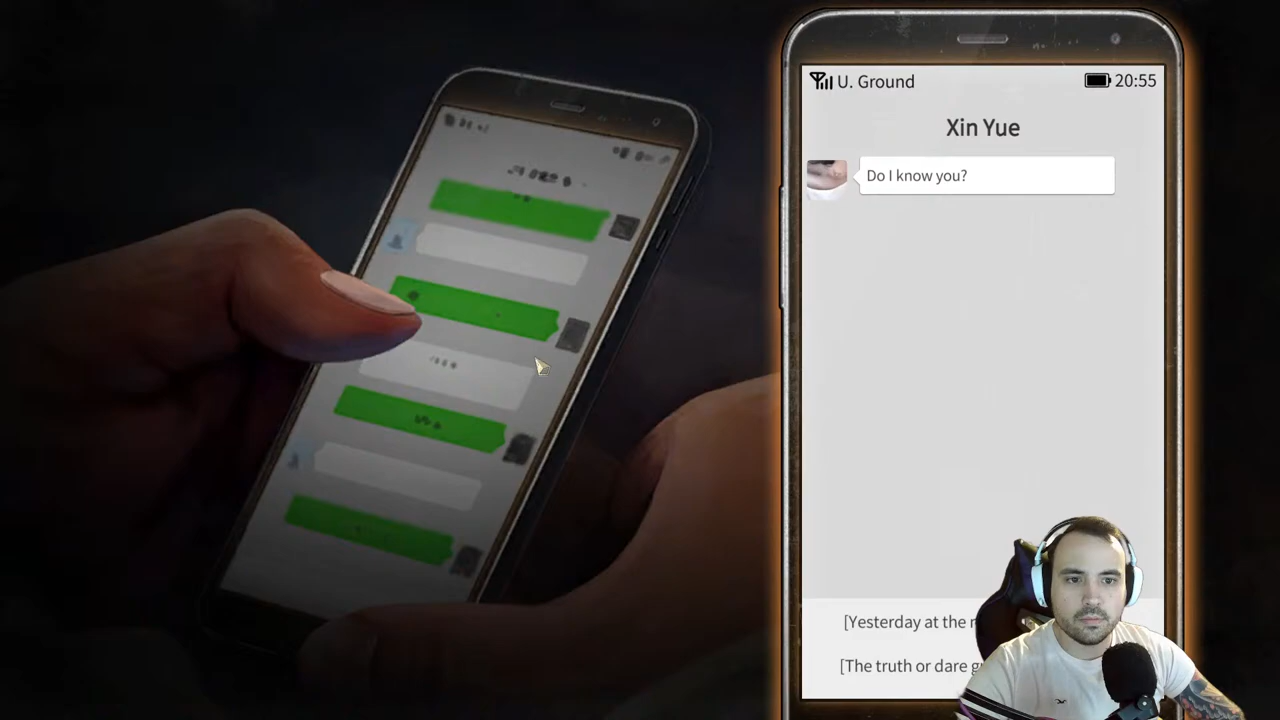 U. Ground
20:55
Xin Yue
Do I know you?
[Yesterday at the
[The truth or dare